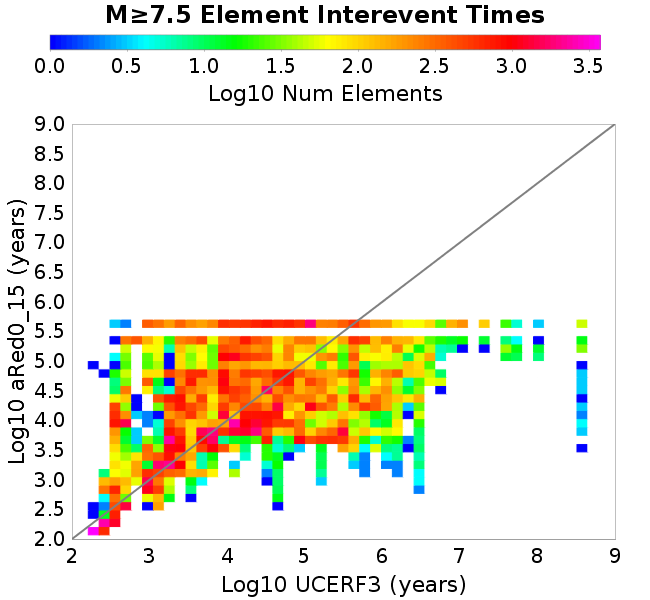 M≥7.5 Element Interevent Times
0.0 0.5 1.0 1.5 2.0 2.5 3.0 3.5
Log10 Num Elements
9.0
8.5
8.0
7.5
7.0
6.5
6.0
5.5
5.0
4.5
4.0
3.5
3.0
2.5
2.0
Log10 aRed0_15 (years)
2 3 4 5 6 7 8 9
Log10 UCERF3 (years)